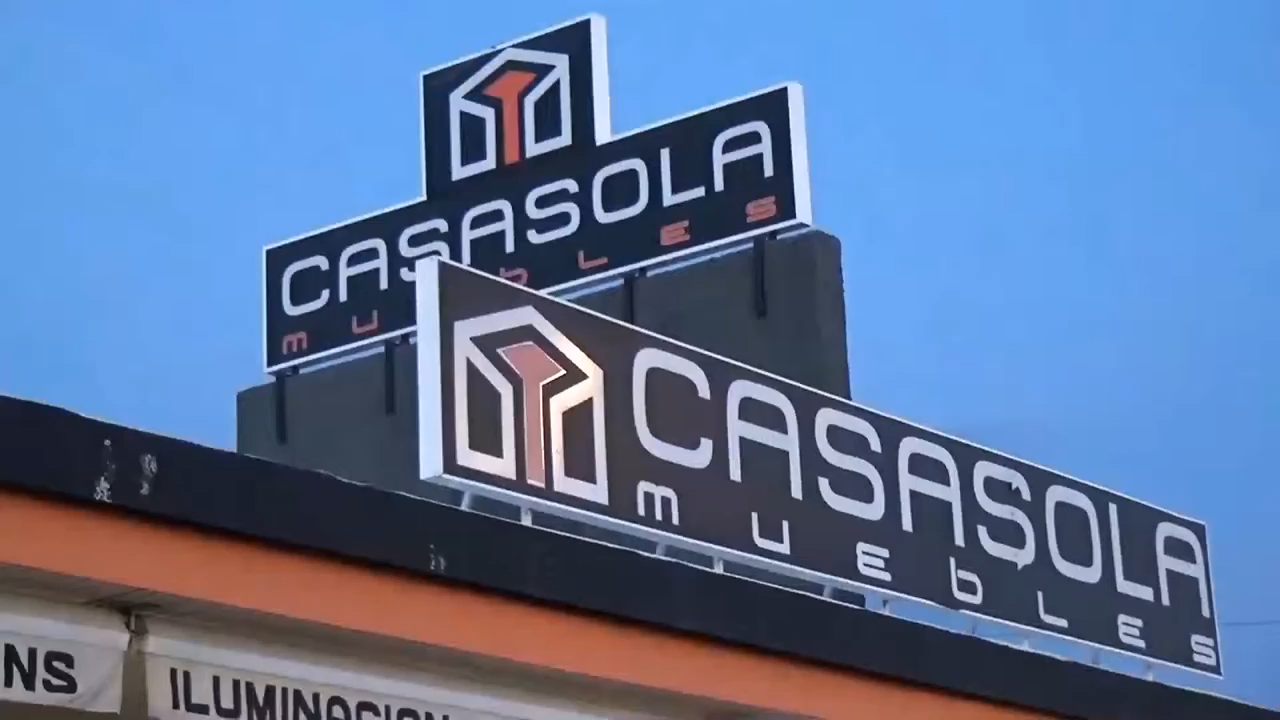 CASASOLA
muebles
CASASOLA
muebles
NS
ILUMINACION